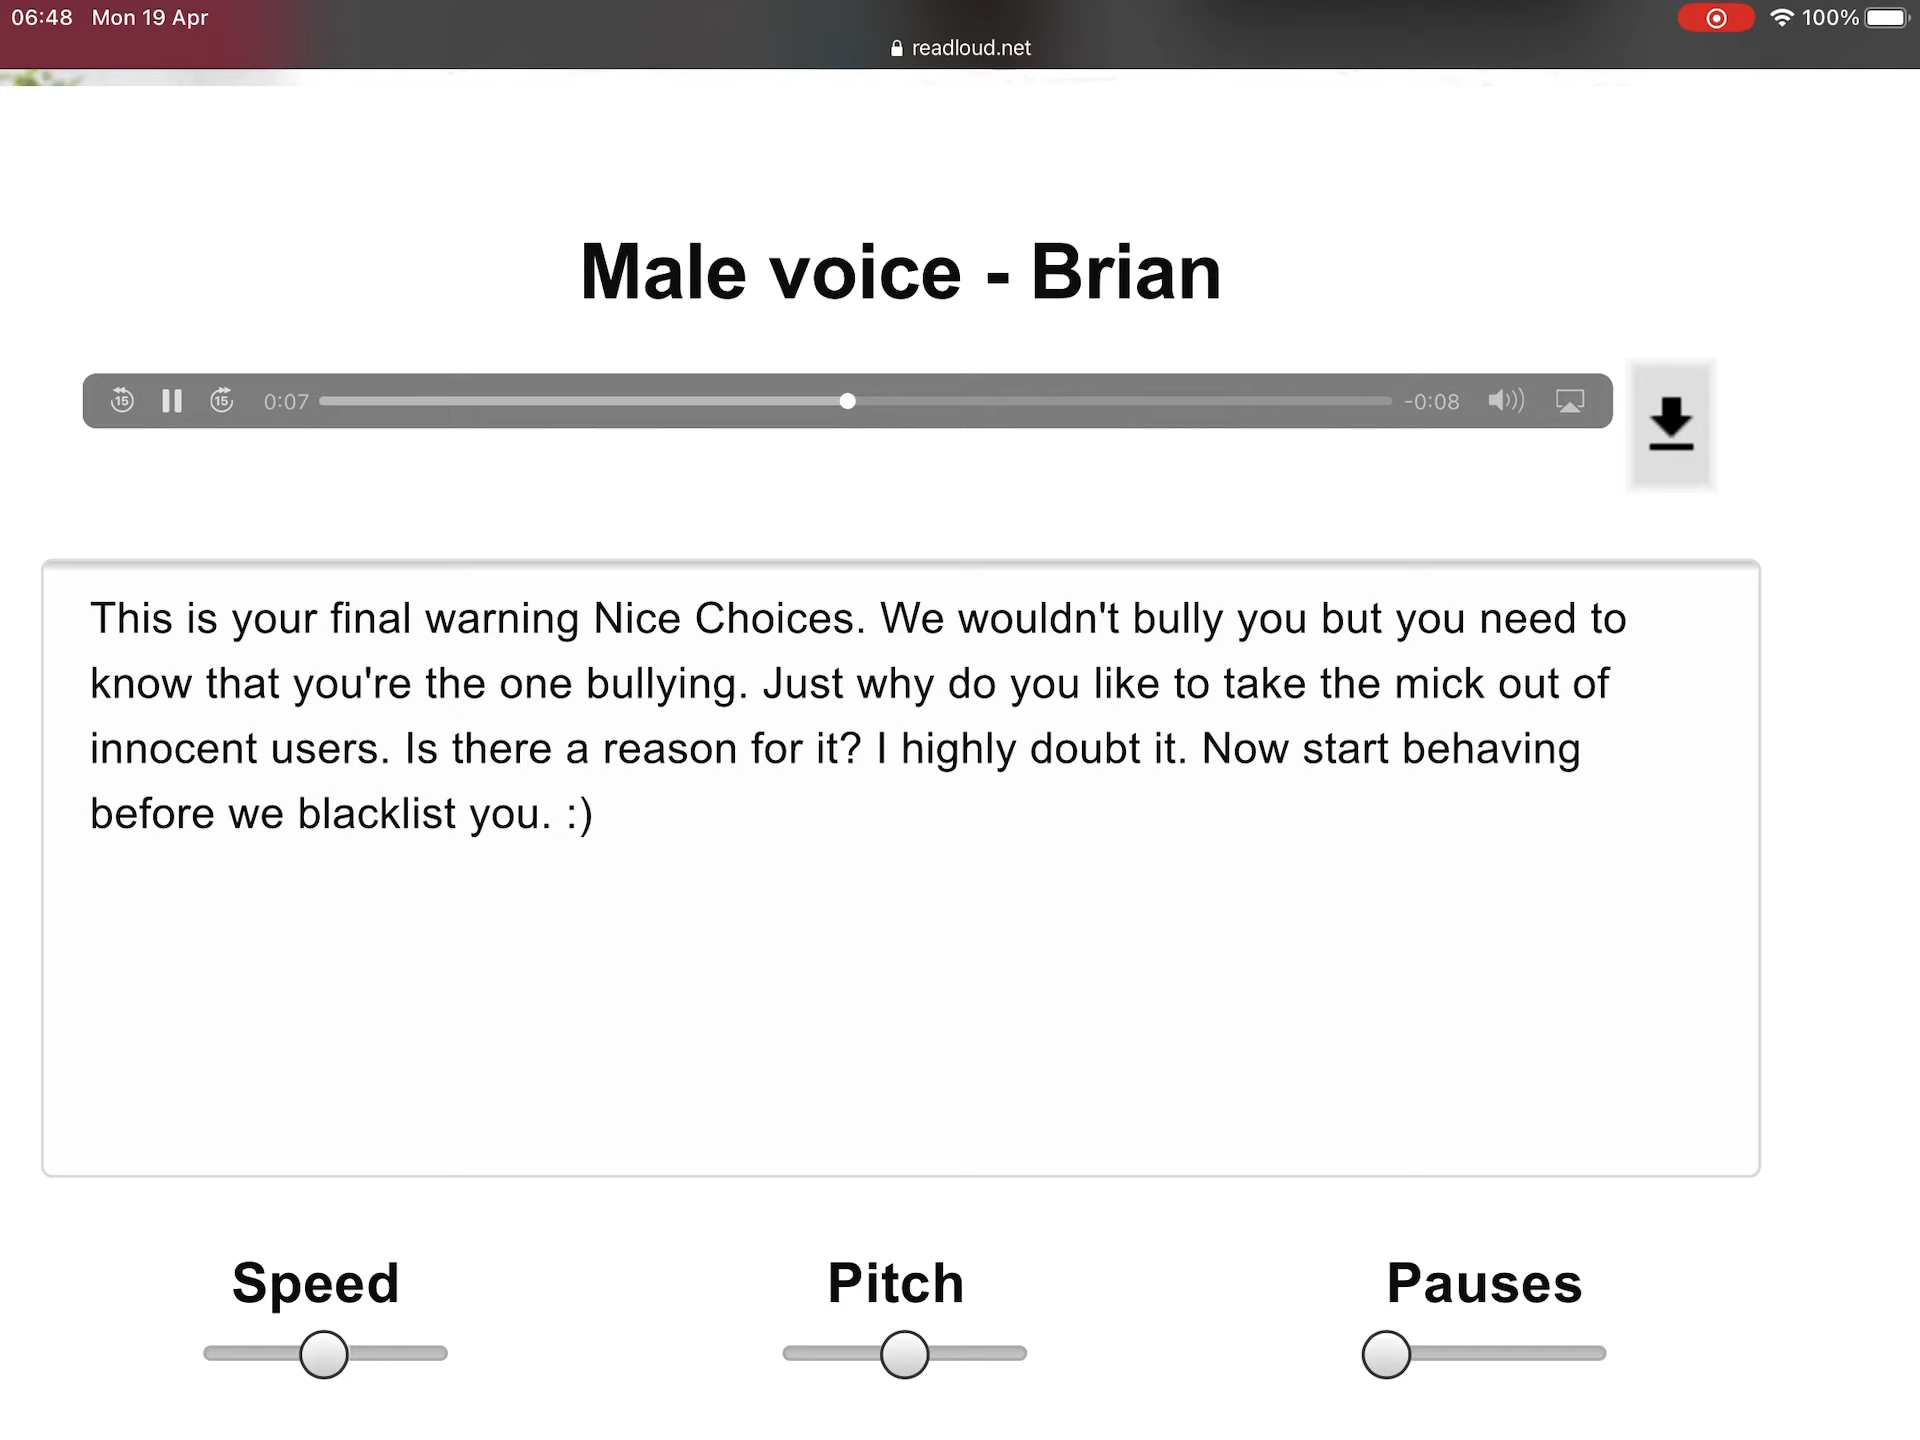 06:48 Mon 19 Apr
100%
readloud.net
Male voice - Brian
15
15
0:07
-0:08
This is your final warning Nice Choices. We wouldn't bully you but you need to
know that you're the one bullying. Just why do you like to take the mick out of
innocent users. Is there a reason for it? I highly doubt it. Now start behaving
before we blacklist you. :)
Speed
Pitch
Pauses